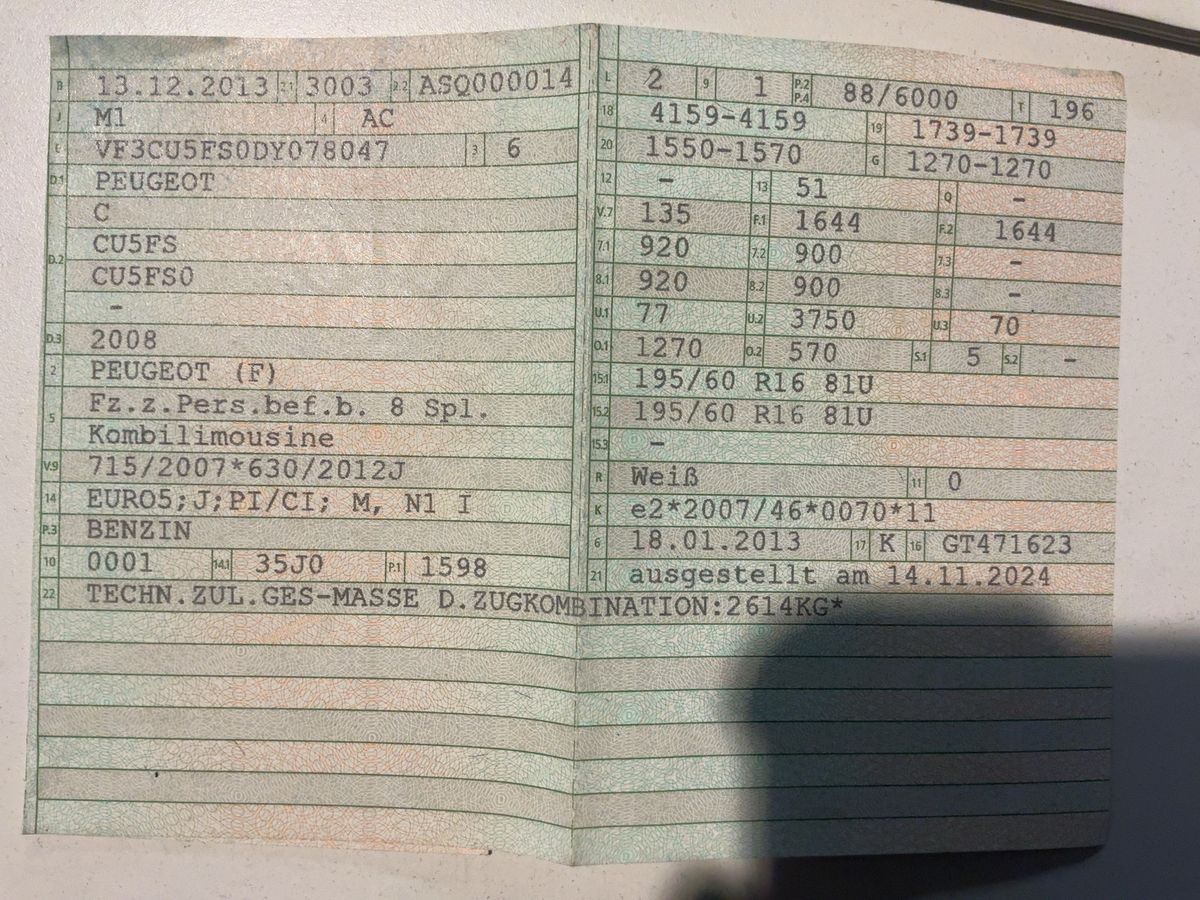 B 13.12.2013 2.1 3003 2.2 ASQ000014
J M1 4 AC
E VF3CU5FS0DY078047 3 6
D.1 PEUGEOT
C
CU5FS
D.2
CU5FS0
–
D.3 2008
2 PEUGEOT (F)
Fz.z.Pers.bef.b. 8 Spl.
5
Kombilimousine
V.9 715/2007*630/2012J
14 EURO5;J;PI/CI; M, N1 I
P.3 BENZIN
10 0001 14.1 35J0 P.1 1598
22 TECHN.ZUL.GES-MASSE D.ZUGKOMBINATION:2614KG*
L 2 9 1 P.2 P.4 88/6000 T 196
18 4159-4159 19 1739-1739
20 1550-1570 G 1270-1270
12 – 13 51 Q –
V.7 135 F.1 1644 F.2 1644
7.1 920 7.2 900 7.3 –
8.1 920 8.2 900 8.3 –
U.1 77 U.2 3750 U.3 70
O.1 1270 O.2 570 S.1 5 S.2 –
15.1 195/60 R16 81U
15.2 195/60 R16 81U
15.3 –
R Weiß 11 0
K e2*2007/46*0070*11
6 18.01.2013 17 K 16 GT471623
21 ausgestellt am 14.11.2024